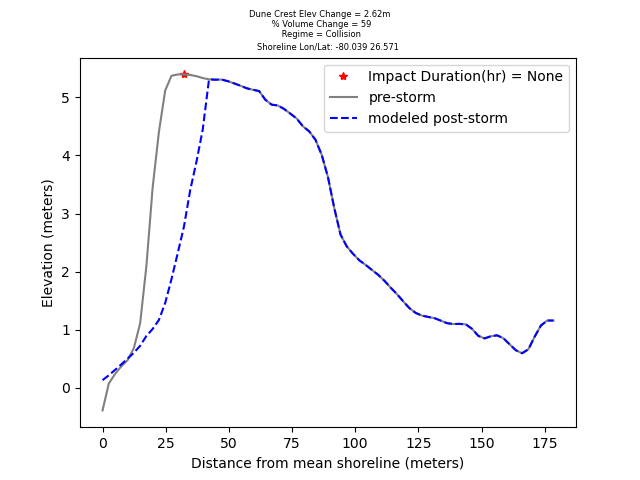 Dune Crest Elev Change = 2.62m
% Volume Change = 59
Regime = Collision
Shoreline Lon/Lat: -80.039 26.571
Impact Duration(hr) = None
pre-storm
modeled post-storm
Elevation (meters)
5
4
3
2
1
0
0 25 50 75 100 125 150 175
Distance from mean shoreline (meters)